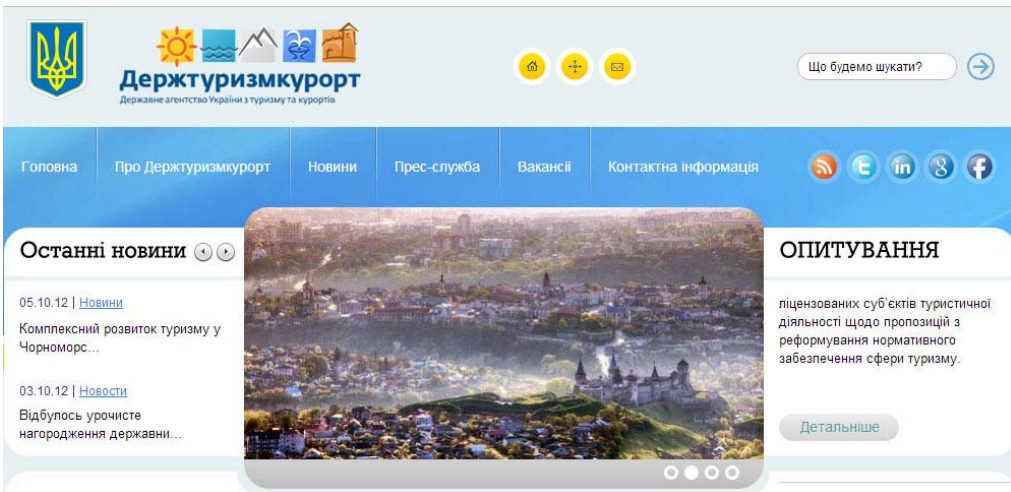 Держтуризмкурорт
Державне агентство України з туризму та курортів
Що будемо шукати?
Головна
Про Держтуризмкурорт
Новини
Прес-служба
Вакансії
Контактна інформація
Останні новини
05.10.12 | Новини
Комплексний розвиток туризму у
Чорноморс...
03.10.12 | Новости
Відбулось урочисте
нагородження державни...
ОПИТУВАННЯ
ліцензованих суб'єктів туристичної
діяльності щодо пропозицій з
реформування нормативного
забезпечення сфери туризму.
Детальніше